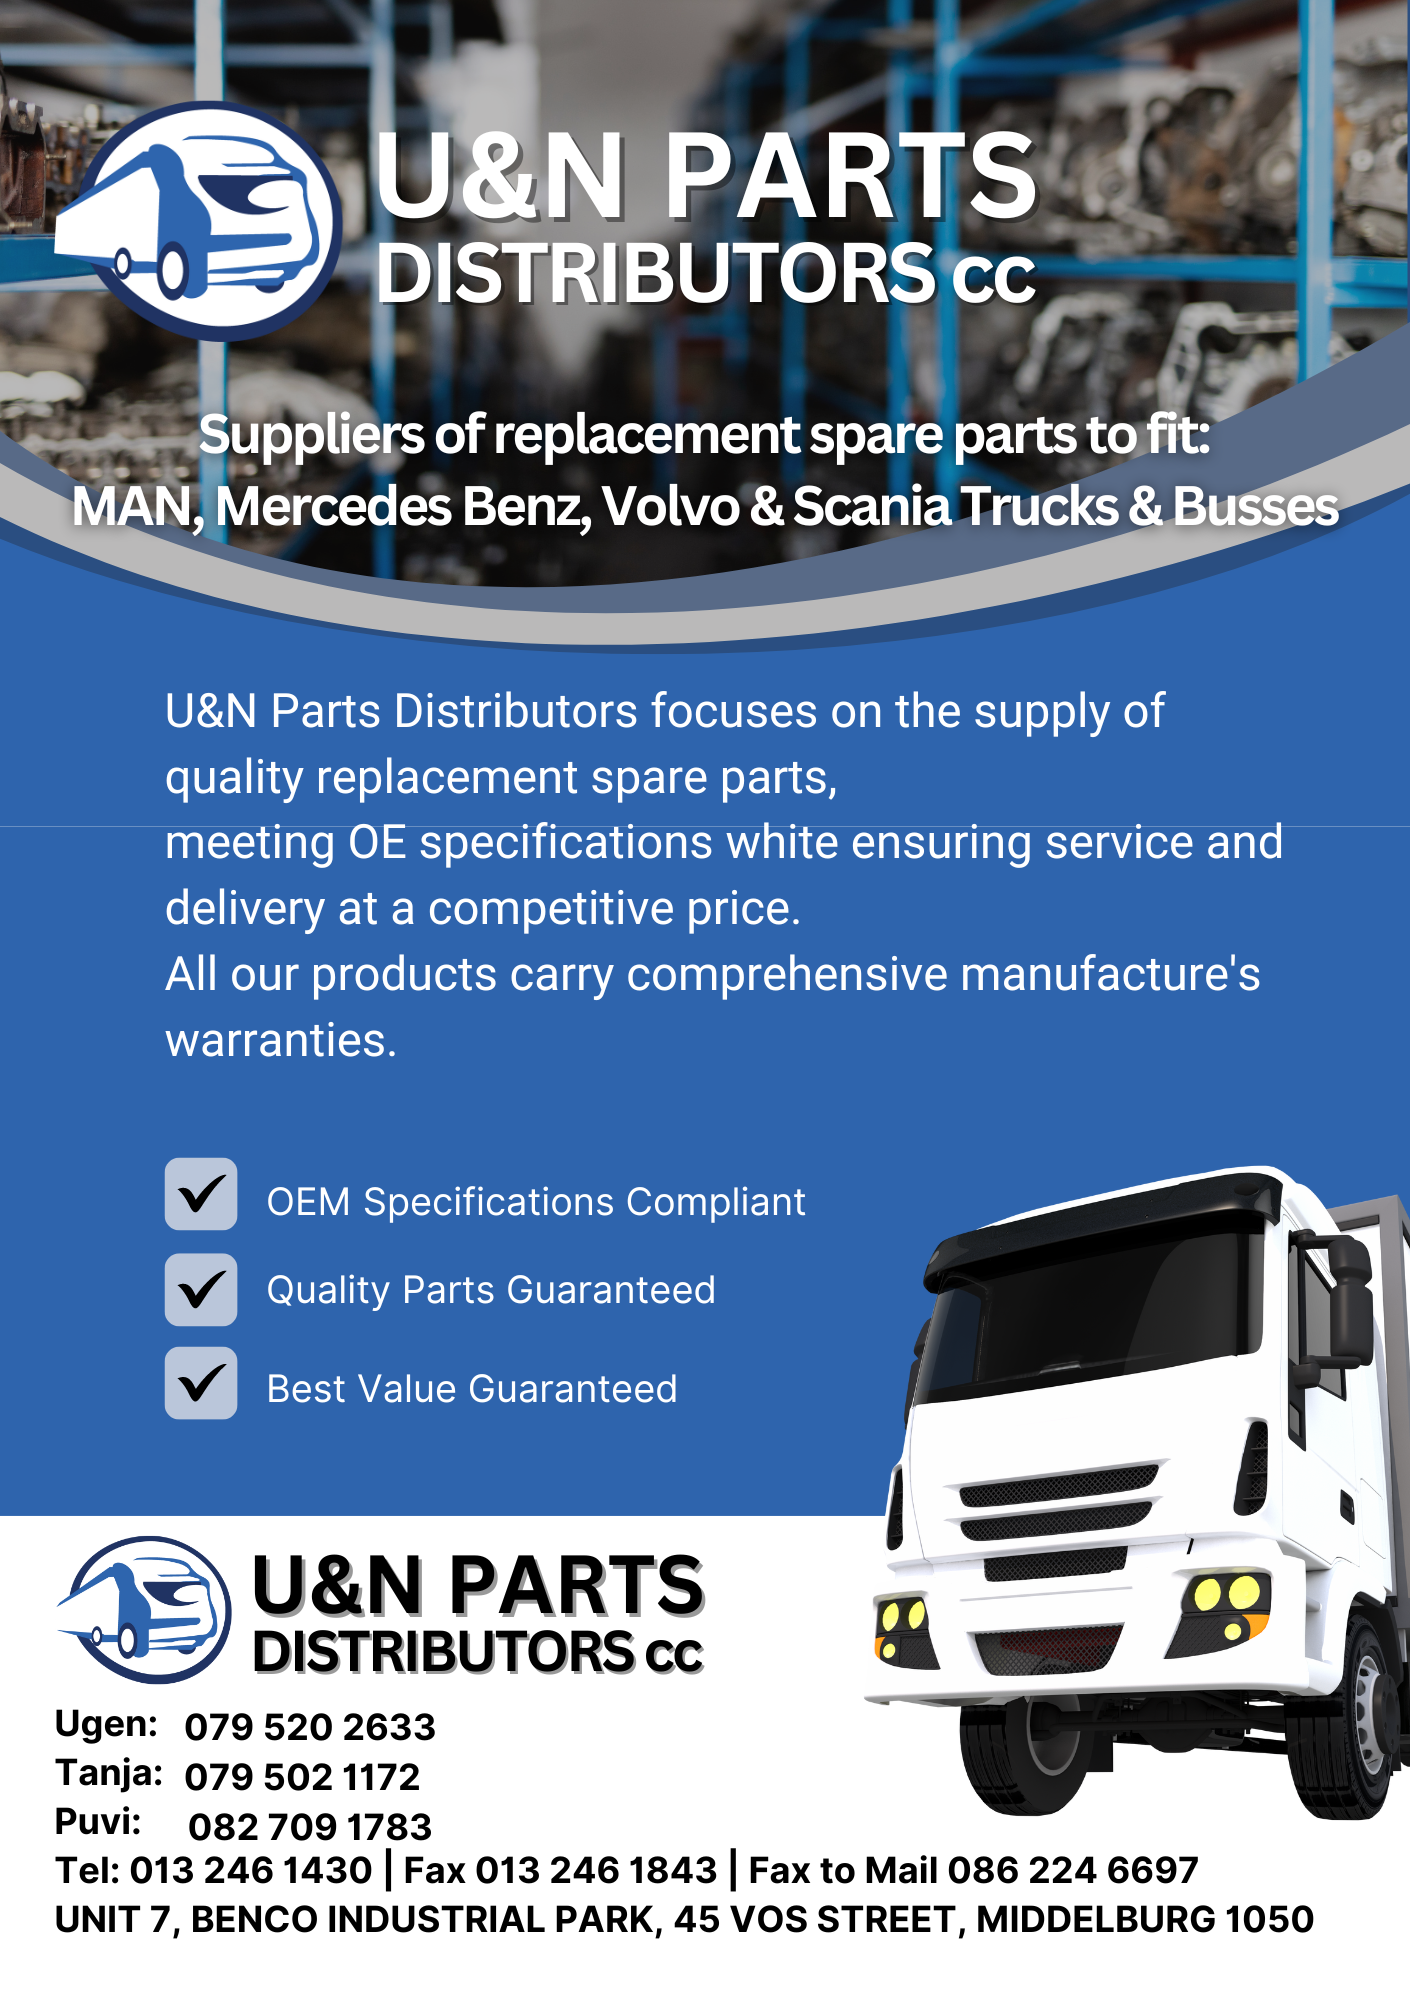 U&N PARTS
DISTRIBUTORS cc
Suppliers of replacement spare parts to fit:
MAN, Mercedes Benz, Volvo & Scania Trucks & Busses
U&N Parts Distributors focuses on the supply of
quality replacement spare parts,
meeting OE specifications white ensuring service and
delivery at a competitive price.
All our products carry comprehensive manufacture's
warranties.
OEM Specifications Compliant
Quality Parts Guaranteed
Best Value Guaranteed
U&N PARTS
DISTRIBUTORS cc
Ugen: 079 520 2633
Tanja: 079 502 1172
Puvi: 082 709 1783
Tel: 013 246 1430 | Fax 013 246 1843 | Fax to Mail 086 224 6697
UNIT 7, BENCO INDUSTRIAL PARK, 45 VOS STREET, MIDDELBURG 1050